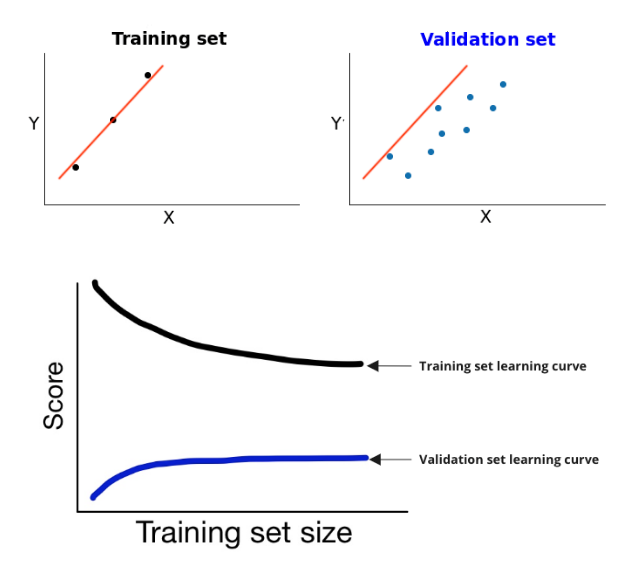 Training set
Validation set
Y
Y
X
X
Score
Training set learning curve
Validation set learning curve
Training set size